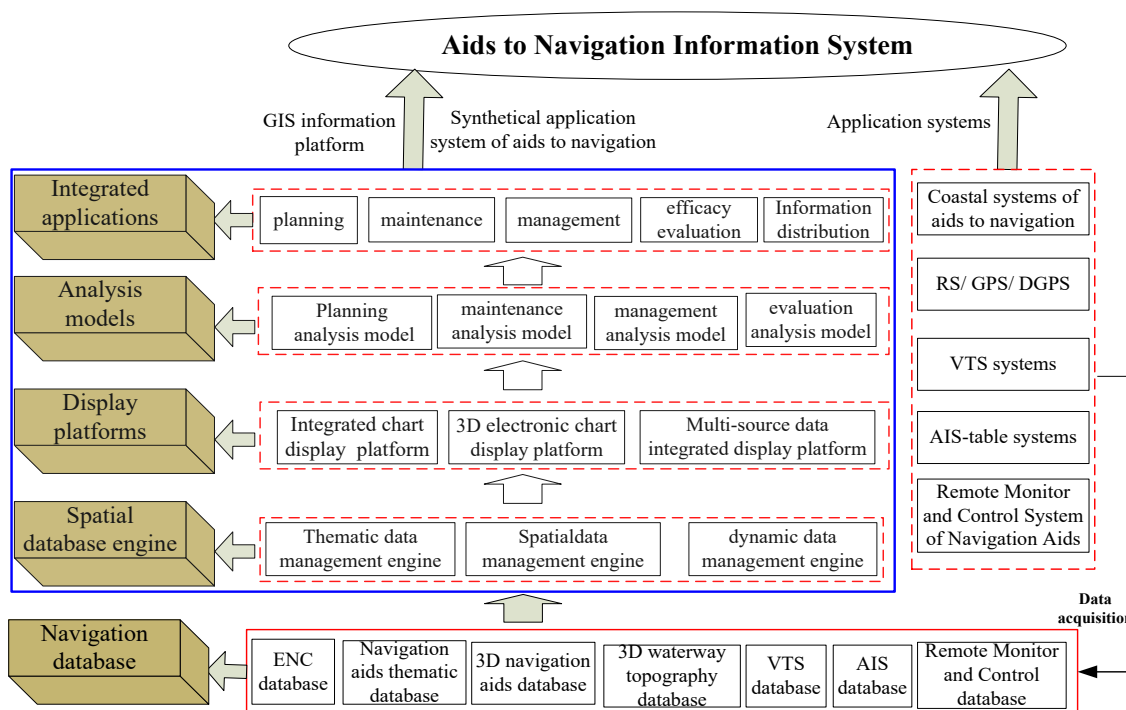 Aids to Navigation Information System
GIS information
platform
Synthetical application
system of aids to navigation
Application systems
Integrated
applications
planning
maintenance
management
efficacy
evaluation
Information
distribution
Analysis
models
Planning
analysis model
maintenance
analysis model
management
analysis model
evaluation
analysis model
Display
platforms
Integrated chart
display platform
3D electronic chart
display platform
Multi-source data
integrated display platform
Spatial
database engine
Thematic data
management engine
Spatialdata
management engine
dynamic data
management engine
Coastal systems of
aids to navigation
RS/ GPS/ DGPS
VTS systems
AIS-table systems
Remote Monitor
and Control System
of Navigation Aids
Data
acquisition
Navigation
database
ENC
database
Navigation
aids thematic
database
3D navigation
aids database
3D waterway
topography
database
VTS
database
AIS
database
Remote Monitor
and Control
database